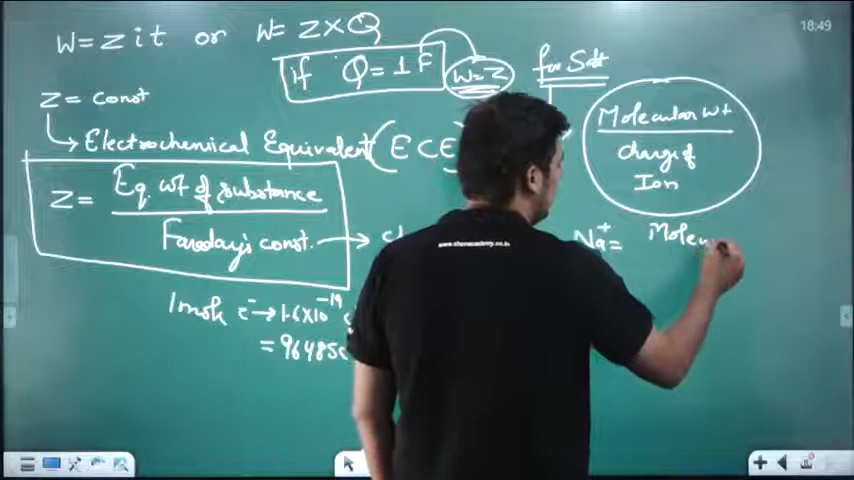 W = Z i t or W = Z × Q
18:49
if Q = 1 F
W = Z
for Salt
Z = const
Molecular wt
charge of
Ion
→ Electrochemical Equivalent (ECE)
Z = Eq. wt of substance
Faraday's const. →
Na+ =
Molecu
1 mole e- → 1.6 × 10^-19
= 96485
www.chemacademy.co.in